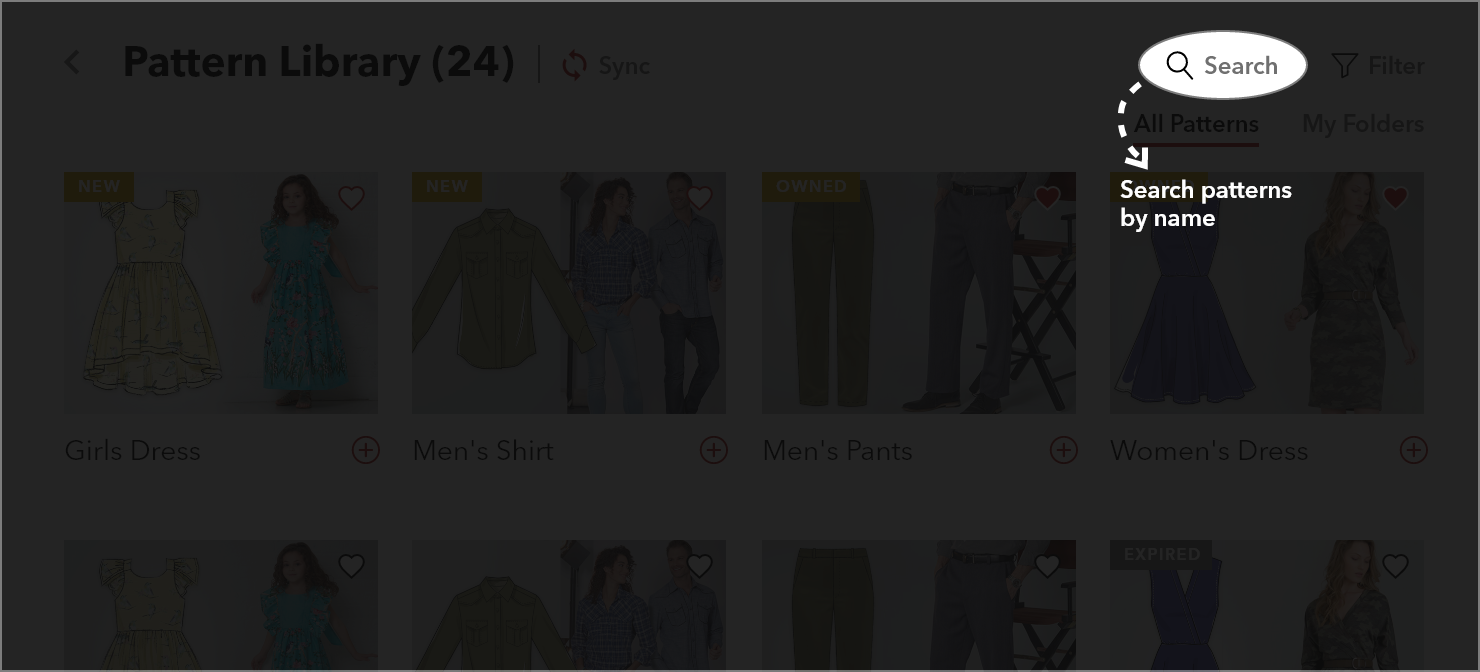 Pattern Library (24)
Sync
Search
Filter
All Patterns
My Folders
Search patterns
by name
NEW
NEW
OWNED
Girls Dress
Men's Shirt
Men's Pants
Women's Dress
EXPIRED